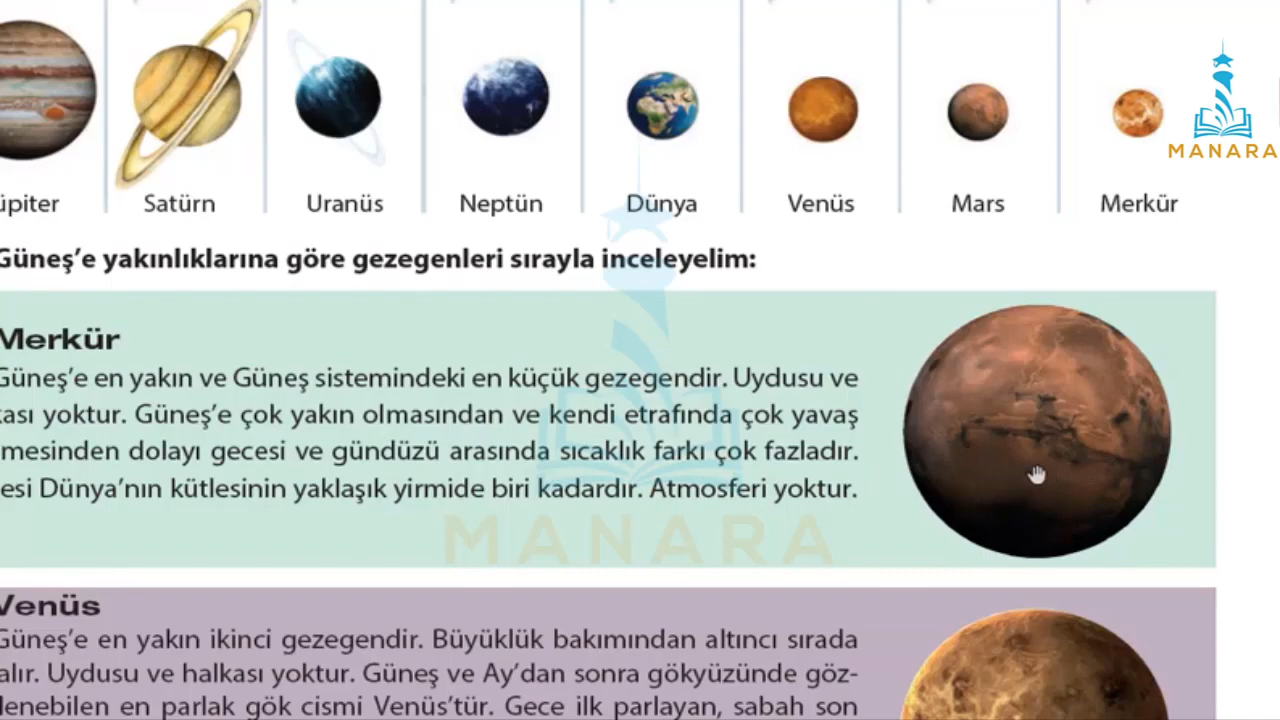 üpiter Satürn Uranüs Neptün Dünya Venüs Mars Merkür
MANARA
Güneş'e yakınlıklarına göre gezegenleri sırayla inceleyelim:
Merkür
Güneş'e en yakın ve Güneş sistemindeki en küçük gezegendir. Uydusu ve
kası yoktur. Güneş'e çok yakın olmasından ve kendi etrafında çok yavaş
mesinden dolayı gecesi ve gündüzü arasında sıcaklık farkı çok fazladır.
esi Dünya'nın kütlesinin yaklaşık yirmide biri kadardır. Atmosferi yoktur.
MANARA
Venüs
Güneş'e en yakın ikinci gezegendir. Büyüklük bakımından altıncı sırada
alır. Uydusu ve halkası yoktur. Güneş ve Ay'dan sonra gökyüzünde göz-
lenebilen en parlak gök cismi Venüs'tür. Gece ilk parlayan, sabah son